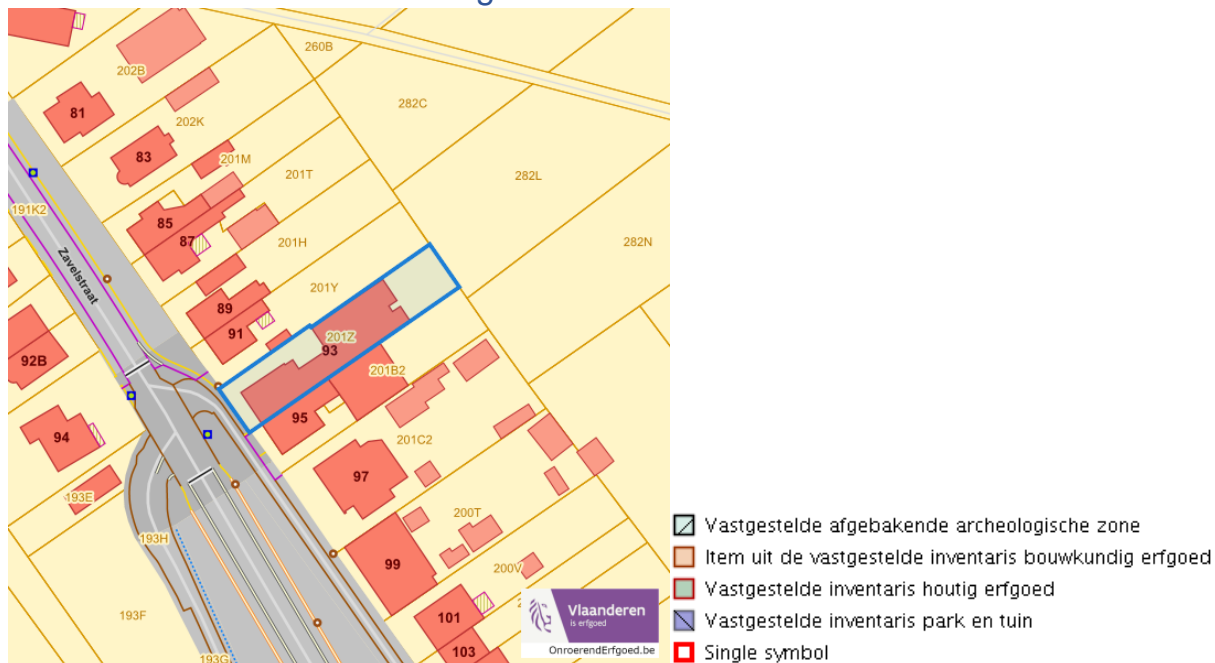 260B
202B
282C
81
202K
83
201M
201T
282L
191K2
85
87
201H
282N
Zavelstraat
201Y
89
91
201Z
93
92B
201B2
95
94
201C2
97
193E
200T
193H
99
200V
193F
101
103
193G
Vlaanderen
is erfgoed
OnroerendErfgoed.be
Vastgestelde afgebakende archeologische zone
Item uit de vastgestelde inventaris bouwkundig erfgoed
Vastgestelde inventaris houtig erfgoed
Vastgestelde inventaris park en tuin
Single symbol